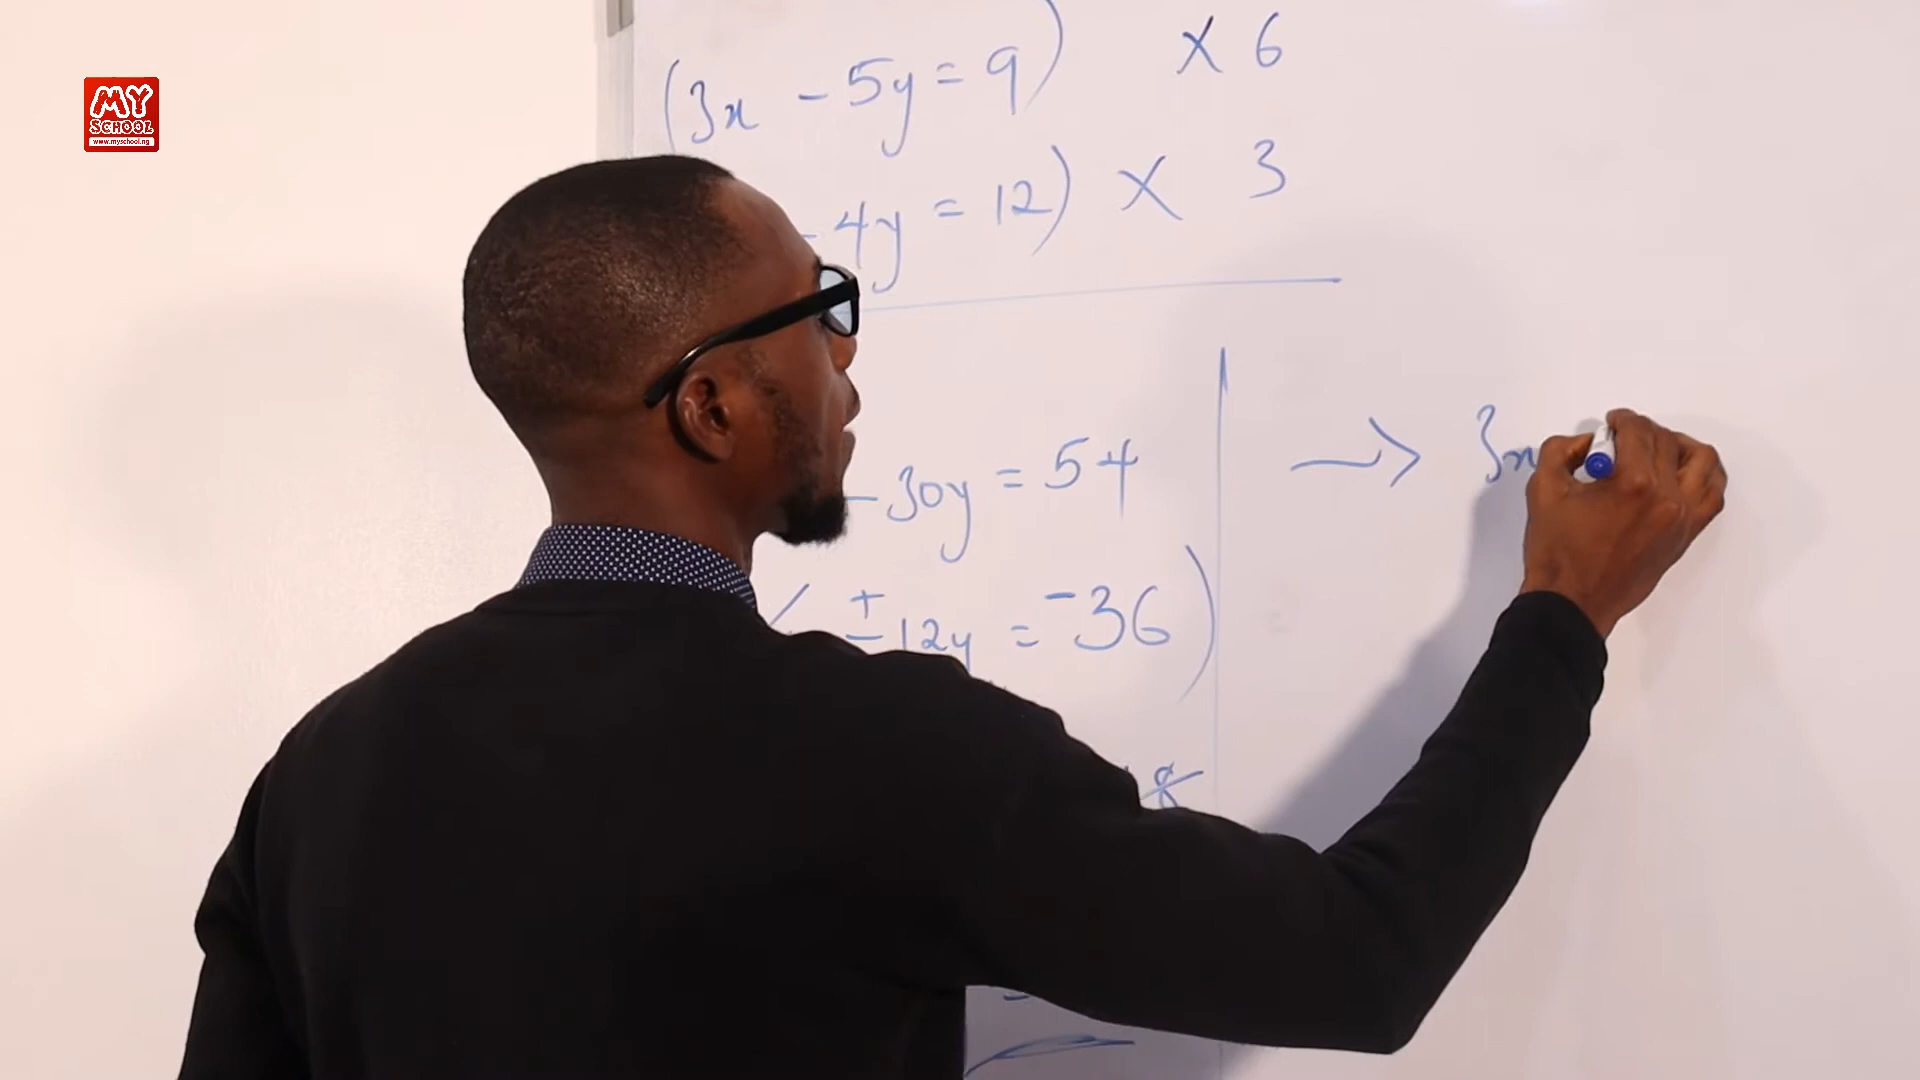 MY
SCHOOL
www.myschool.ng
(3x - 5y = 9) × 6
- 4y = 12) × 3
- 30y = 54
+
- 12y = -36)
→ 3x